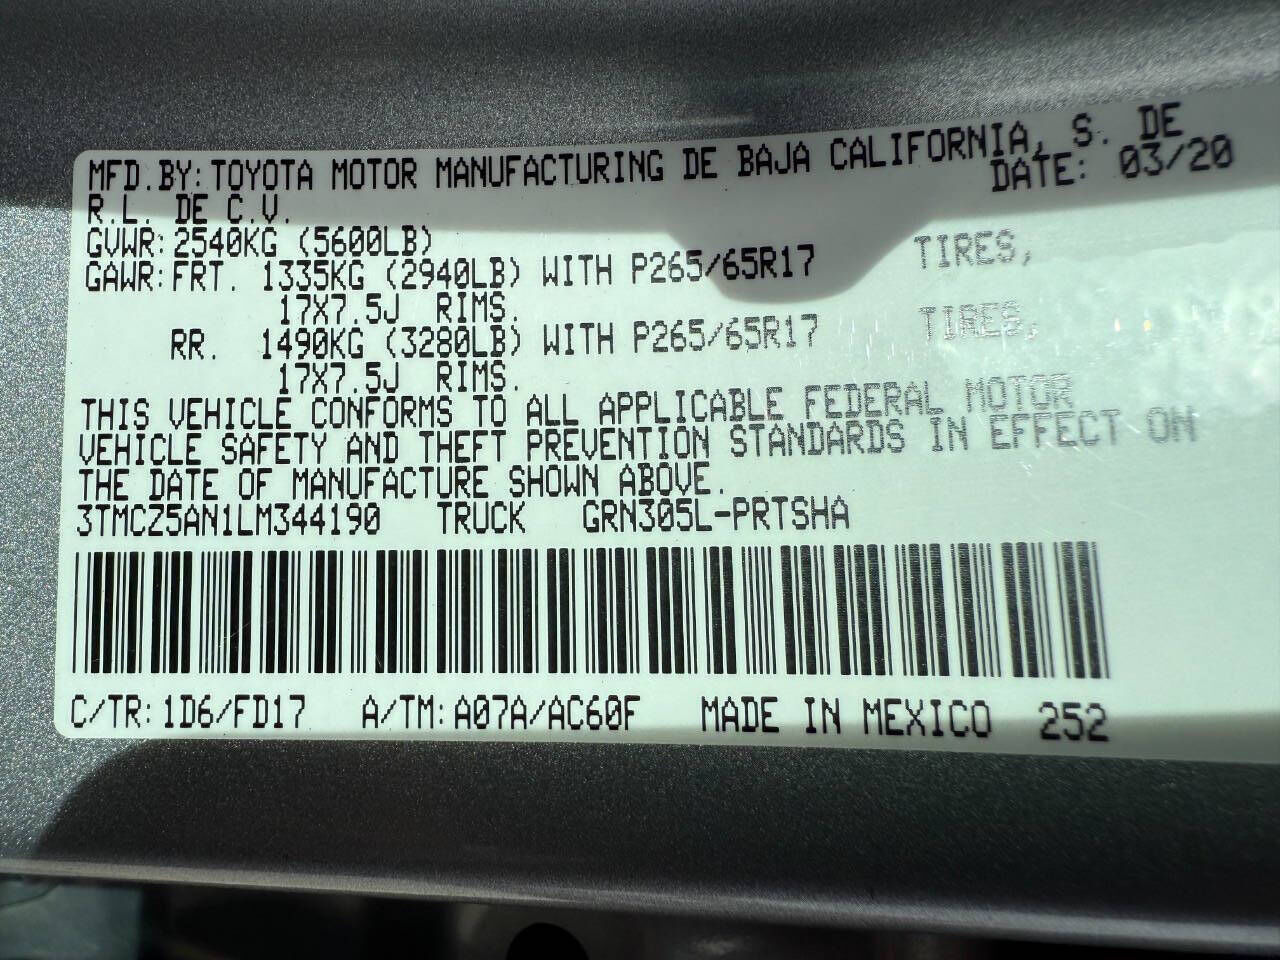 MFD.BY:TOYOTA MOTOR MANUFACTURING DE BAJA CALIFORNIA, S. DE
R.L. DE C.V. DATE: 03/20
GVWR:2540KG (5600LB)
GAWR:FRT. 1335KG (2940LB) WITH P265/65R17 TIRES,
17X7.5J RIMS.
RR. 1490KG (3280LB) WITH P265/65R17 TIRES,
17X7.5J RIMS.
THIS VEHICLE CONFORMS TO ALL APPLICABLE FEDERAL MOTOR
VEHICLE SAFETY AND THEFT PREVENTION STANDARDS IN EFFECT ON
THE DATE OF MANUFACTURE SHOWN ABOVE.
3TMCZ5AN1LM344190 TRUCK GRN305L-PRTSHA
C/TR:1D6/FD17 A/TM:A07A/AC60F MADE IN MEXICO 252